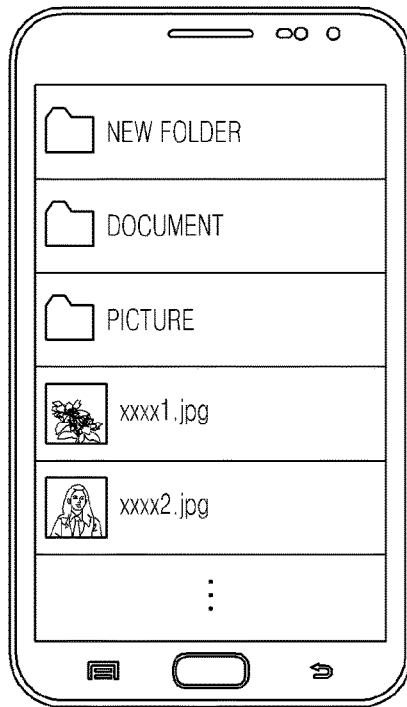 NEW FOLDER
DOCUMENT
PICTURE
xxxx1.jpg
xxxx2.jpg
⋮